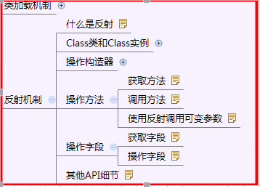 类加载机制
什么是反射
Class类和Class实例
操作构造器
反射机制
操作方法
获取方法
调用方法
使用反射调用可变参数
操作字段
获取字段
操作字段
其他API细节